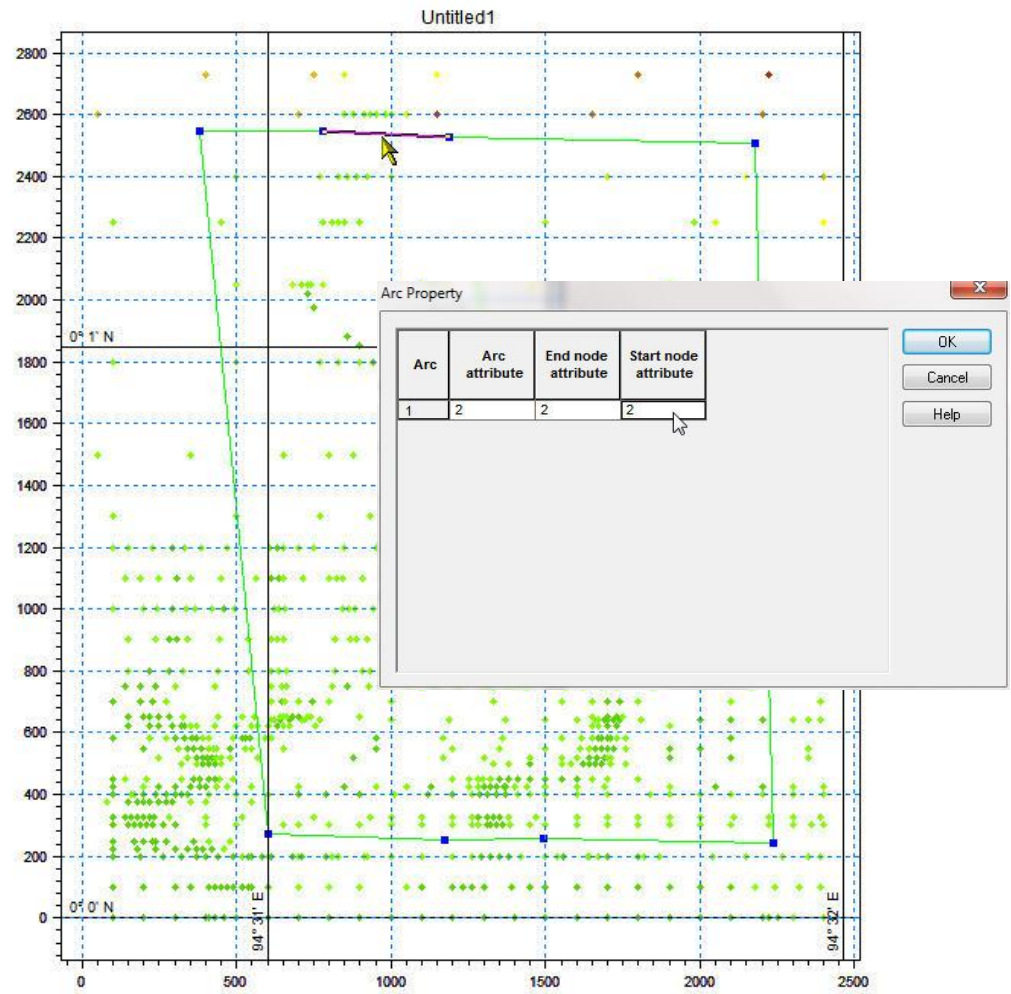 Untitled1
2800
2600
2400
2200
2000
1800
1600
1400
1200
1000
800
600
400
200
0
0° 1' N
0° 0' N
94° 31' E
94° 32' E
0
500
1000
1500
2000
2500
Arc Property
X
Arc
Arc attribute
End node attribute
Start node attribute
1
2
2
2
OK
Cancel
Help